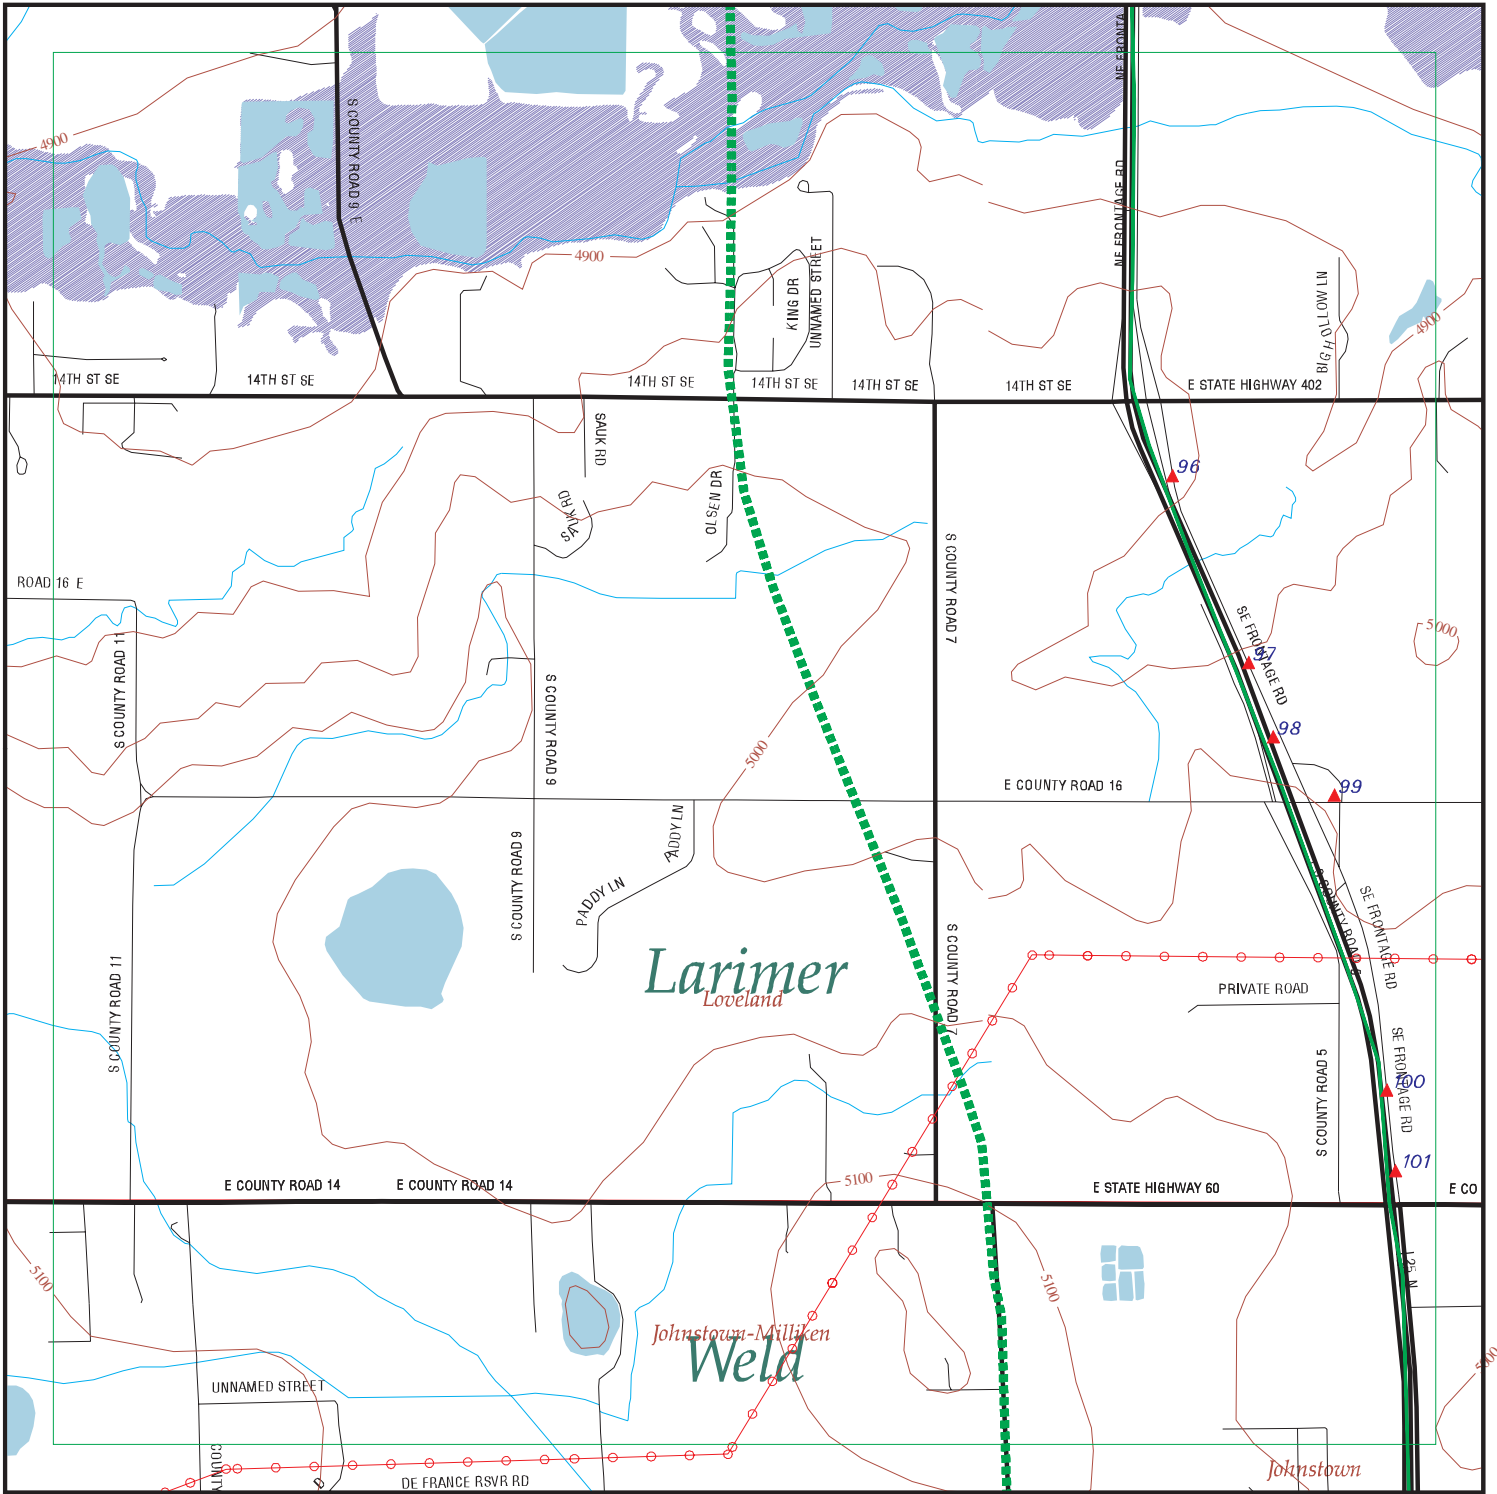 NE FRONTA
4900
S COUNTY ROAD 9 E
NE FRONTAGE RD
4900
KING DR
UNNAMED STREET
BIG HOLLOW LN
4900
14TH ST SE
14TH ST SE
14TH ST SE
14TH ST SE
14TH ST SE
14TH ST SE
E STATE HIGHWAY 402
SAUK RD
96
OLSEN DR
SAUK RD
ROAD 16 E
S COUNTY ROAD 7
SE FRONTAGE RD
5000
S COUNTY ROAD 11
97
S COUNTY ROAD 9
98
5000
E COUNTY ROAD 16
99
PADDY LN
S COUNTY ROAD 9
PADDY LN
SE FRONTAGE RD
Larimer
Loveland
S COUNTY ROAD 7
PRIVATE ROAD
S COUNTY ROAD 11
SE FRONTAGE RD
S COUNTY ROAD 5
100
101
5100
E COUNTY ROAD 14
E COUNTY ROAD 14
E STATE HIGHWAY 60
E CO
5100
5100
I 25 N
Johnstown-Milliken
Weld
5000
UNNAMED STREET
COUNTY
D
DE FRANCE RSVR RD
Johnstown